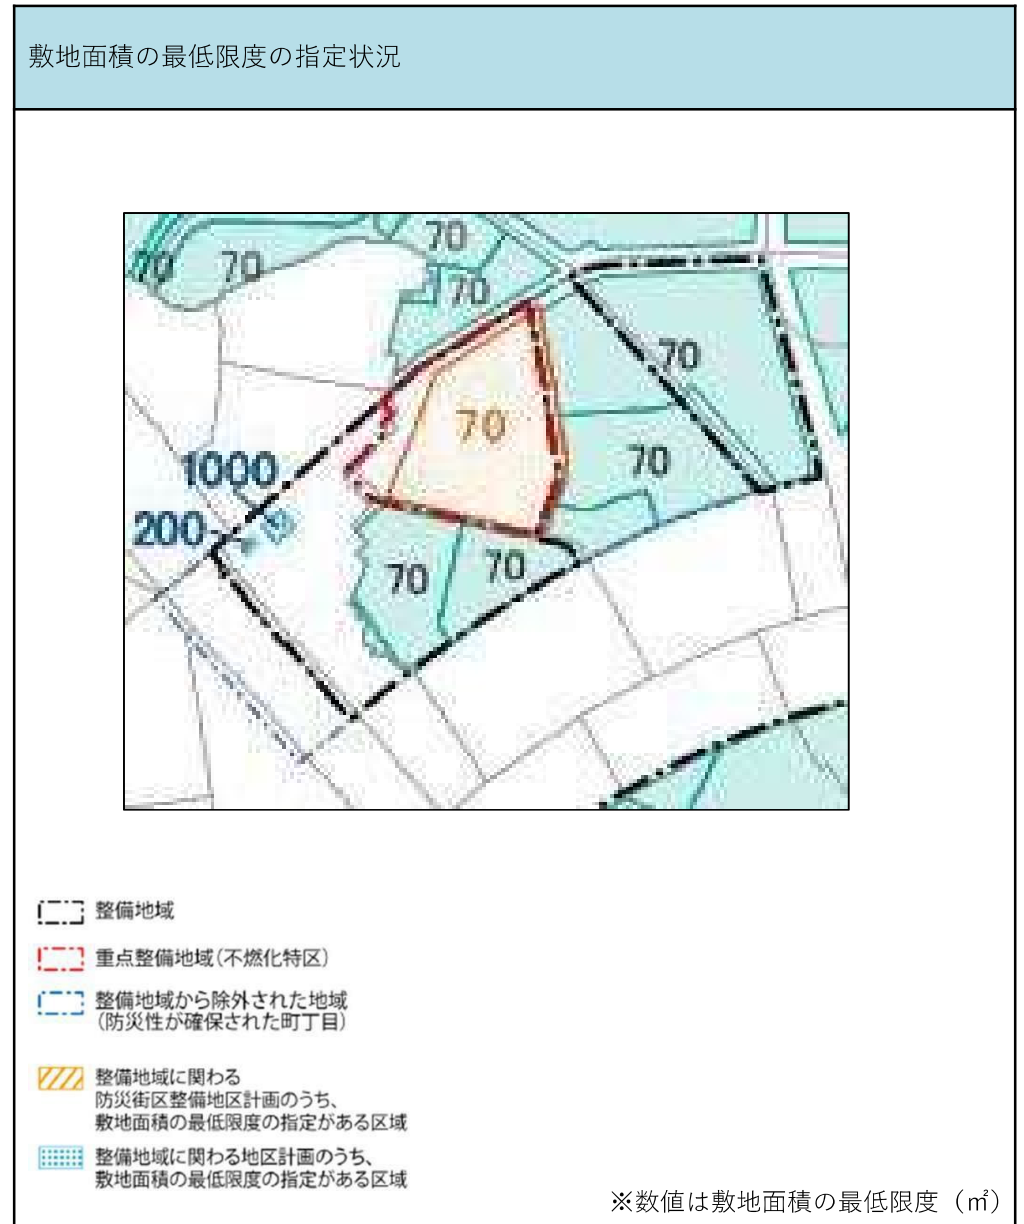 敷地面積の最低限度の指定状況
70
70
70
70
70
70
1000
70
200
70
70
整備地域
重点整備地域(不燃化特区)
整備地域から除外された地域
(防災性が確保された町丁目)
整備地域に関わる
防災街区整備地区計画のうち、
敷地面積の最低限度の指定がある区域
整備地域に関わる地区計画のうち、
敷地面積の最低限度の指定がある区域
※数値は敷地面積の最低限度（㎡）